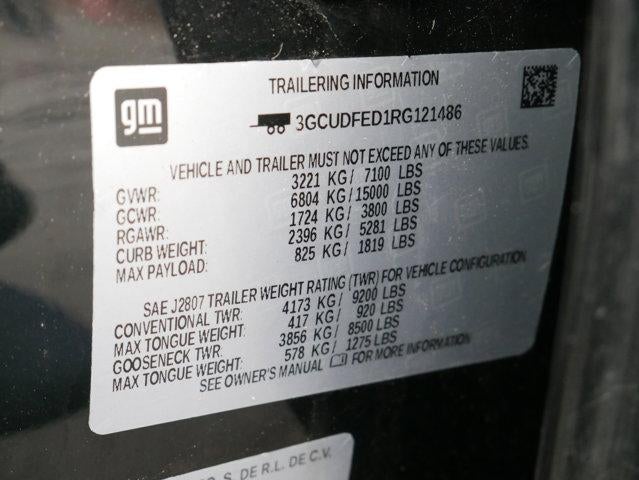 gm
TRAILERING INFORMATION
3GCUDFED1RG121486
VEHICLE AND TRAILER MUST NOT EXCEED ANY OF THESE VALUES.
GVWR: 3221 KG/ 7100 LBS
GCWR: 6804 KG/15000 LBS
RGAWR: 1724 KG/ 3800 LBS
CURB WEIGHT: 2396 KG/ 5281 LBS
MAX PAYLOAD: 825 KG/ 1819 LBS
SAE J2807 TRAILER WEIGHT RATING (TWR) FOR VEHICLE CONFIGURATION
CONVENTIONAL TWR: 4173 KG/ 9200 LBS
MAX TONGUE WEIGHT: 417 KG/ 920 LBS
GOOSENECK TWR: 3856 KG/ 8500 LBS
MAX TONGUE WEIGHT: 578 KG/ 1275 LBS
SEE OWNER'S MANUAL FOR MORE INFORMATION
S. DE R.L. DE C.V.